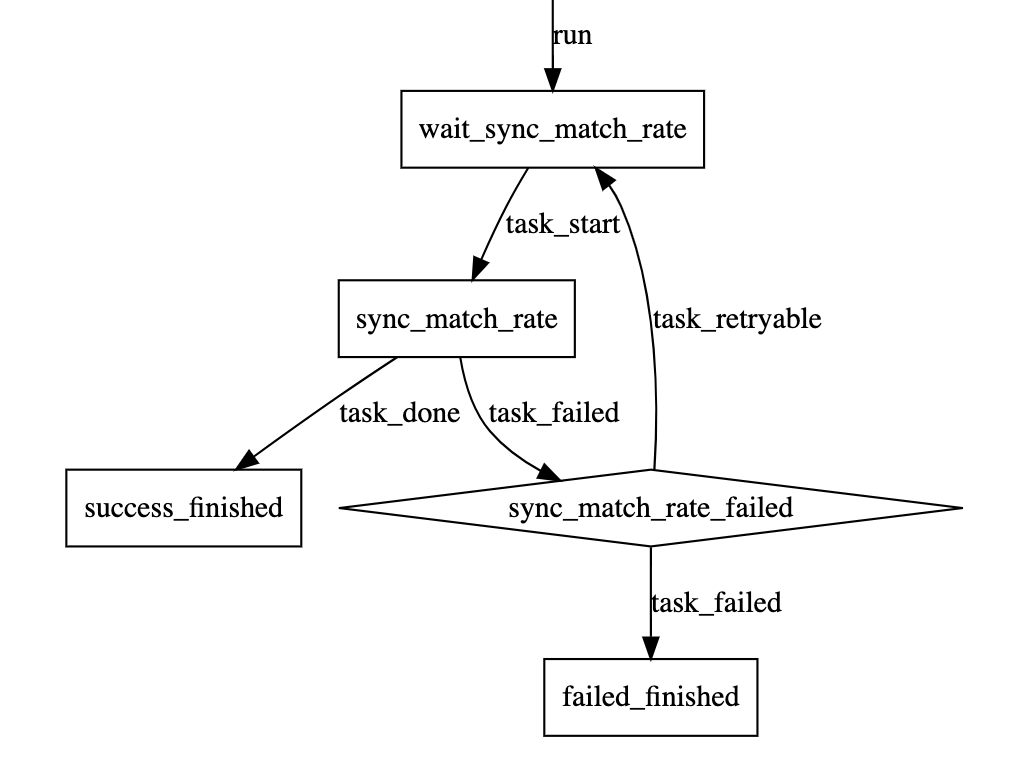 run
wait_sync_match_rate
task_start
sync_match_rate
task_retryable
task_done
task_failed
success_finished
sync_match_rate_failed
task_failed
failed_finished